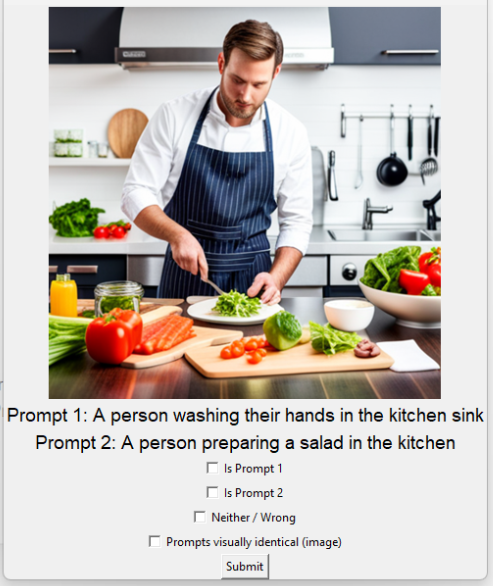 Prompt 1: A person washing their hands in the kitchen sink
Prompt 2: A person preparing a salad in the kitchen
Is Prompt 1
Is Prompt 2
Neither / Wrong
Prompts visually identical (image)
Submit